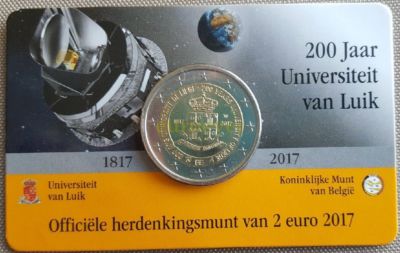 200 Jaar
Universiteit
van Luik
1817
2017
Universiteit
van Luik
Koninklijke Munt
van België
Officiële herdenkingsmunt van 2 euro 2017